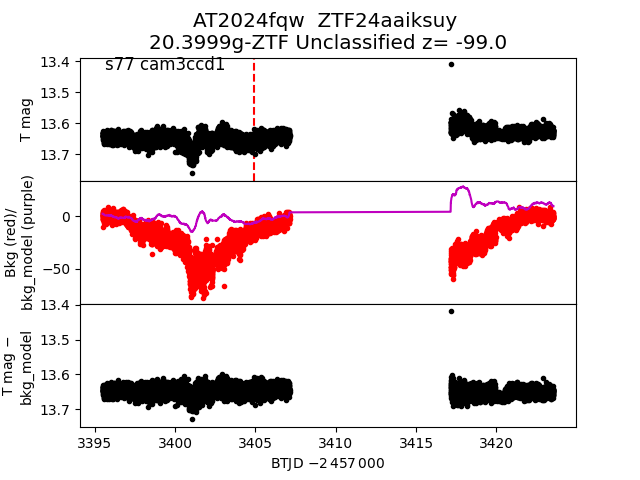 AT2024fqw  ZTF24aaiksuy
20.3999g-ZTF Unclassified z= -99.0
s77 cam3ccd1
13.4
13.5
13.6
13.7
T mag
0
−50
Bkg (red)/
bkg_model (purple)
13.4
13.5
13.6
13.7
T mag −
bkg_model
3395
3400
3405
3410
3415
3420
BTJD −2 457 000